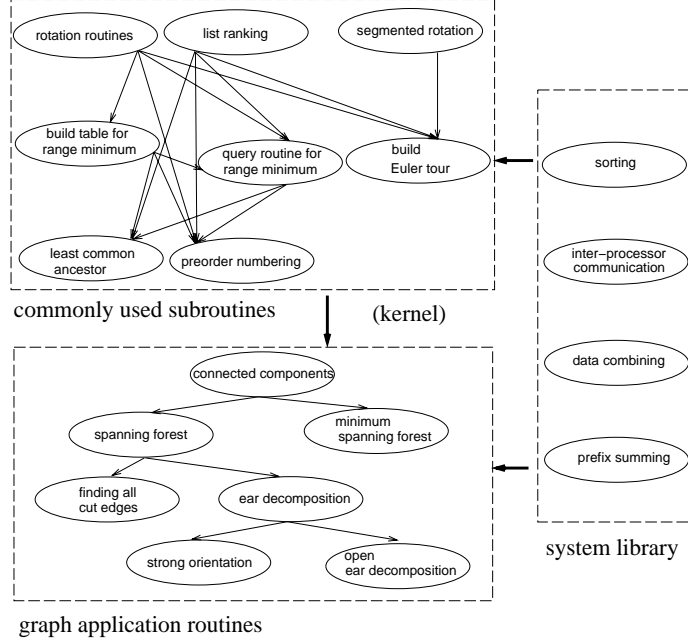 rotation routines
list ranking
segmented rotation
build table for
range minimum
query routine for
range minimum
build
Euler tour
least common
ancestor
preorder numbering
commonly used subroutines
(kernel)
sorting
inter-processor
communication
data combining
prefix summing
system library
connected components
spanning forest
minimum
spanning forest
finding all
cut edges
ear decomposition
strong orientation
open
ear decomposition
graph application routines